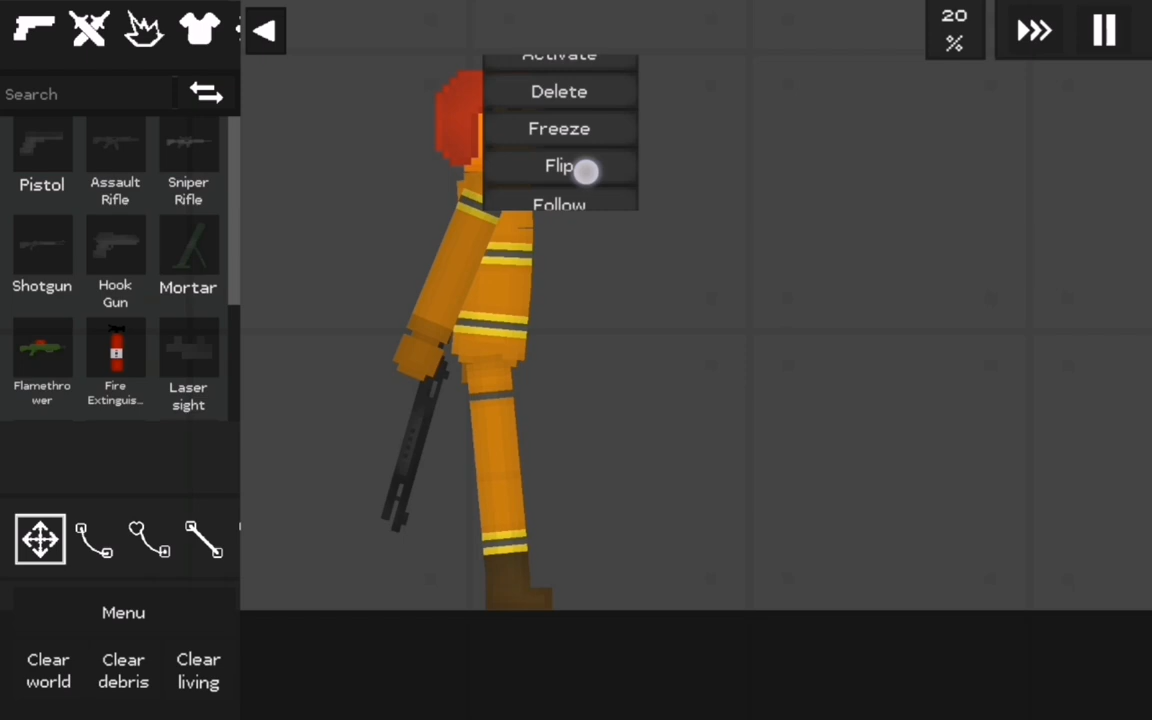 20
%
Search
Activate
Delete
Freeze
Flip
Follow
Pistol
Assault
Rifle
Sniper
Rifle
Shotgun
Hook
Gun
Mortar
Flamethro
wer
Fire
Extinguis...
Laser
sight
Menu
Clear
world
Clear
debris
Clear
living